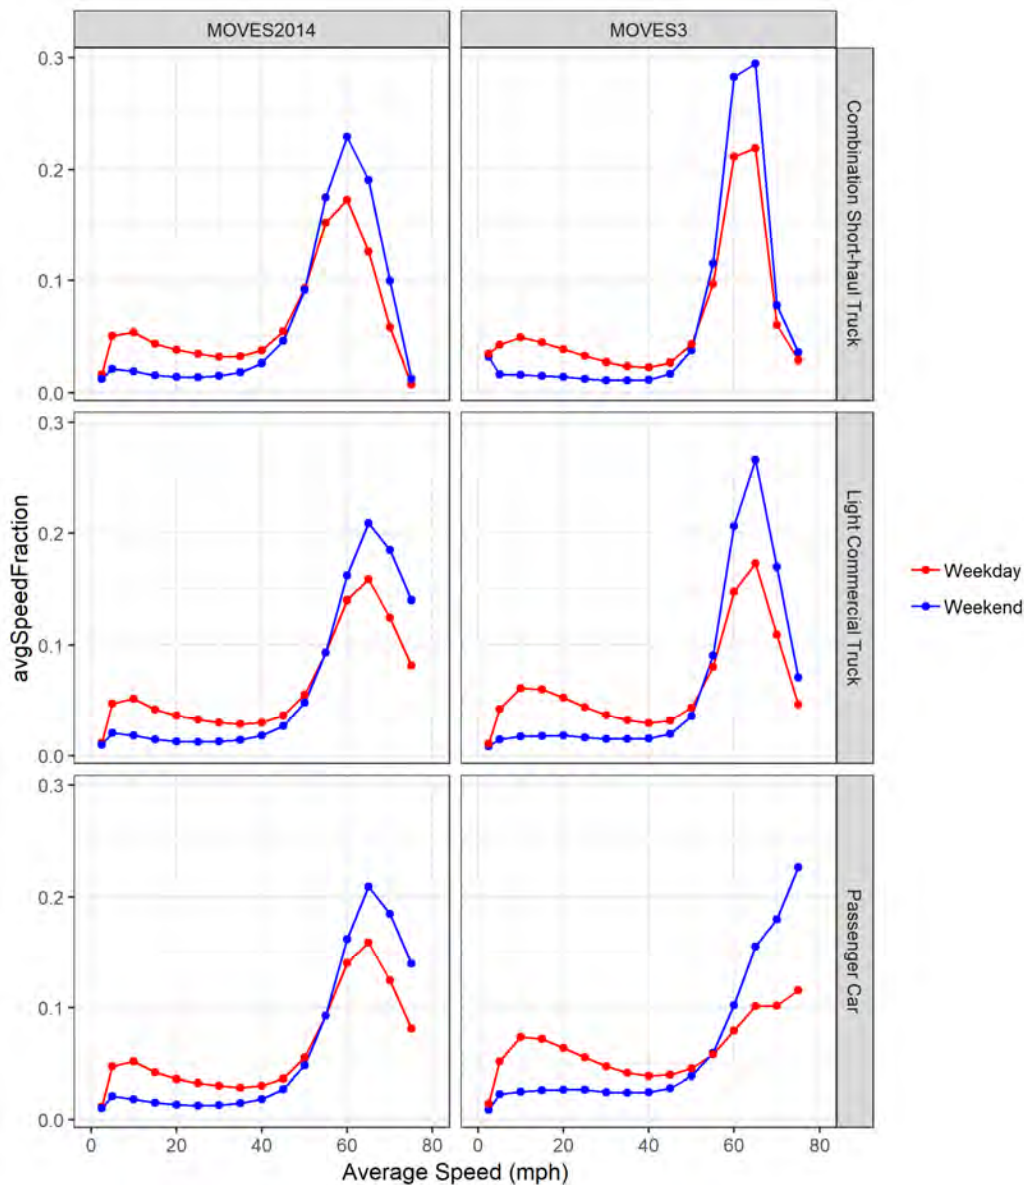 MOVES2014 MOVES3
0.3
0.2
0.1
0.0
Combination Short-haul Truck
0.3
0.2
0.1
0.0
Light Commercial Truck
0.3
0.2
0.1
0.0
Passenger Car
avgSpeedFraction
Weekday
Weekend
0 20 40 60 80 0 20 40 60 80
Average Speed (mph)